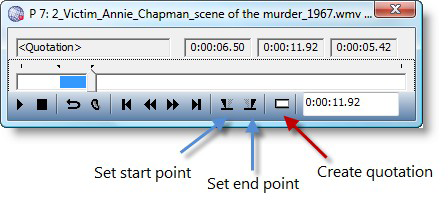 P 7: 2_Victim_Annie_Chapman_scene of the murder_1967.wmv ...
<Quotation> 0:00:06.50 0:00:11.92 0:00:05.42
0:00:11.92
Set start point
Set end point
Create quotation